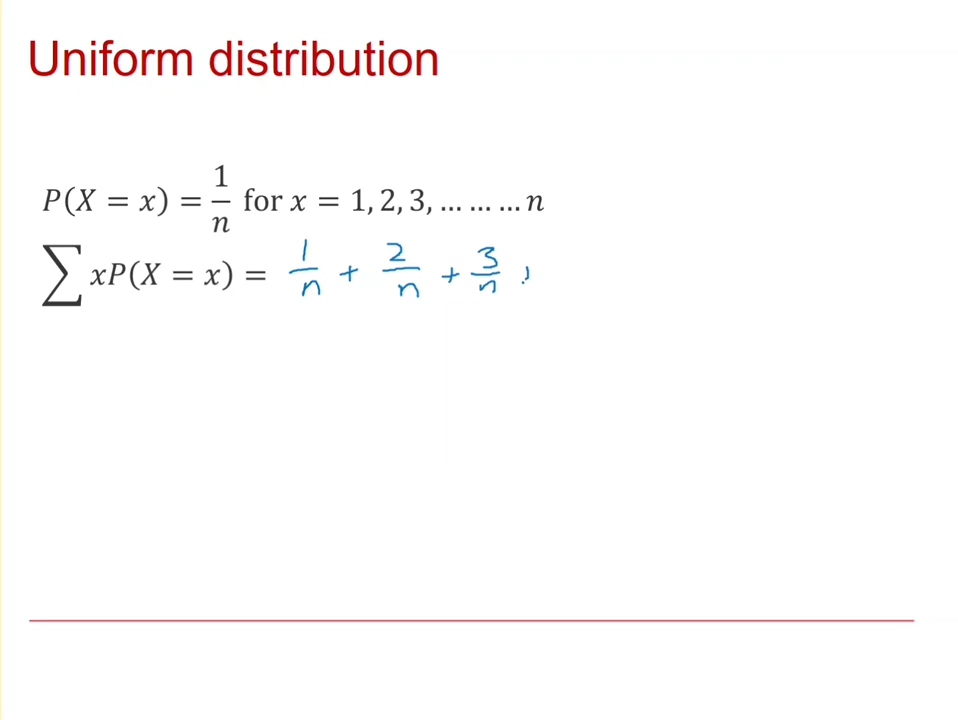 Uniform distribution
P(X = x) = 1/n for x = 1, 2, 3, … … … n
∑ xP(X = x) = 1/n + 2/n + 3/n